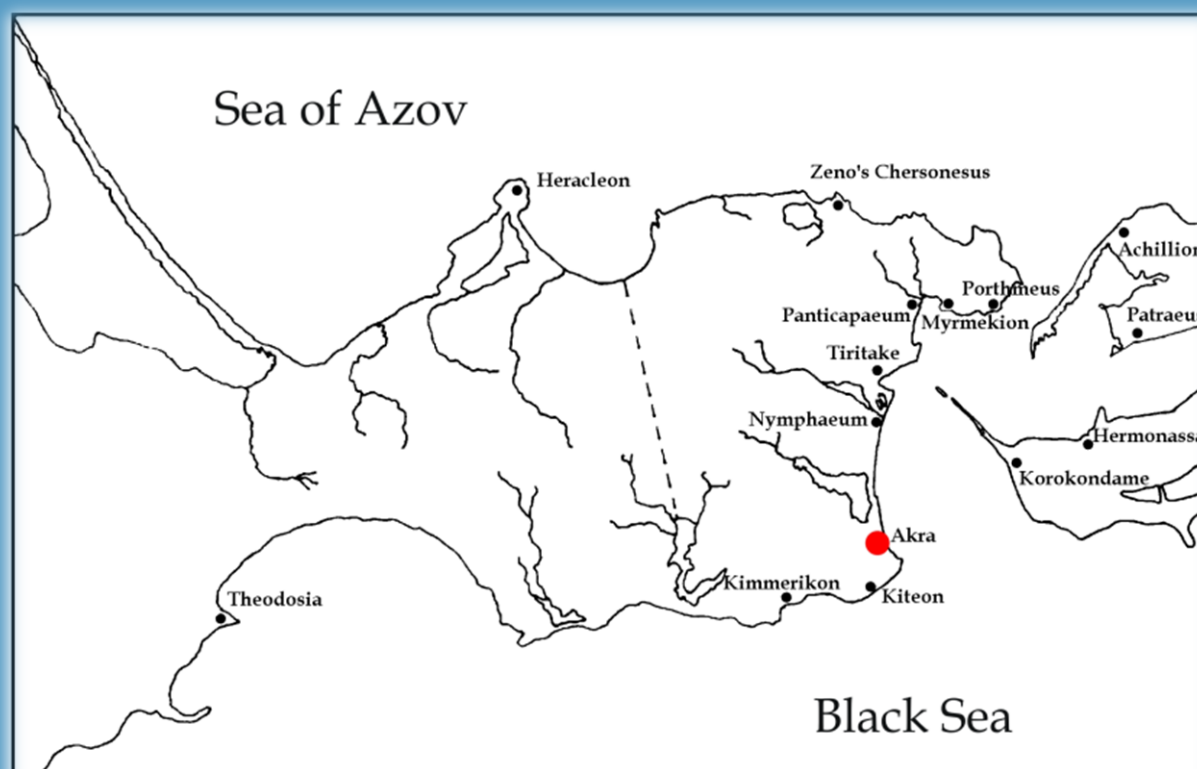 Sea of Azov
Zeno's Chersonesus
Heracleon
Achillion
Porthmeus
Panticapaeum
Myrmekion
Patraeu
Tiritake
Nymphaeum
Hermonassa
Korokondame
Akra
Kimmerikon
Kiteon
Theodosia
Black Sea